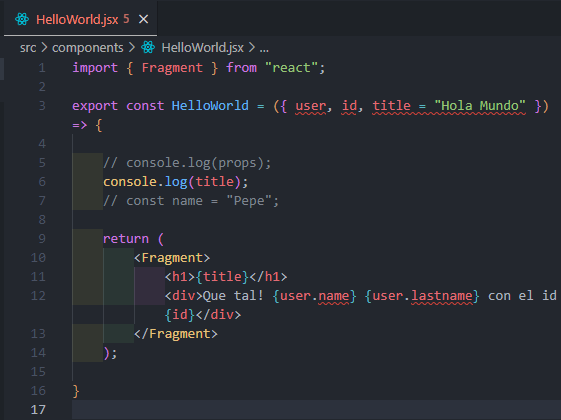 HelloWorld.jsx 5 ×
src > components > HelloWorld.jsx > ...
1 import { Fragment } from "react";
2
3 export const HelloWorld = ({ user, id, title = "Hola Mundo" })
=> {
4
5 // console.log(props);
6 console.log(title);
7 // const name = "Pepe";
8
9 return (
10 <Fragment>
11 <h1>{title}</h1>
12 <div>Que tal! {user.name} {user.lastname} con el id
{id}</div>
13 </Fragment>
14 );
15
16 }
17